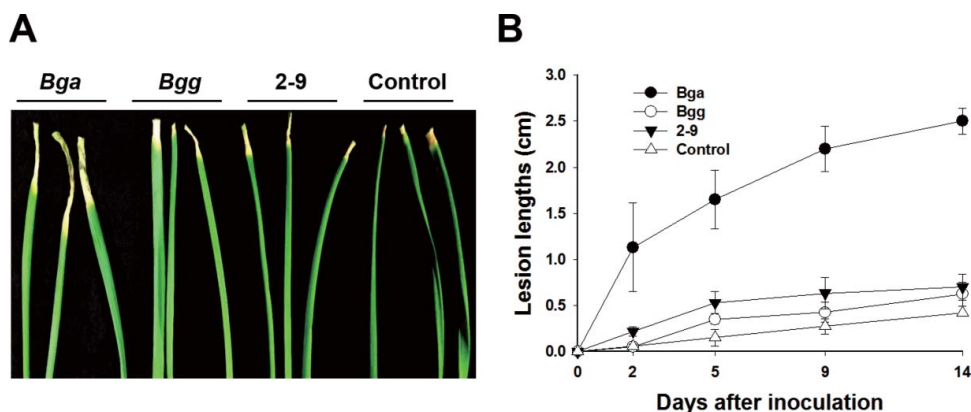 A
Bga Bgg 2-9 Control
B
3.0
2.5
2.0
1.5
1.0
0.5
0.0
Lesion lengths (cm)
Bga
Bgg
2-9
Control
0 2 5 9 14
Days after inoculation